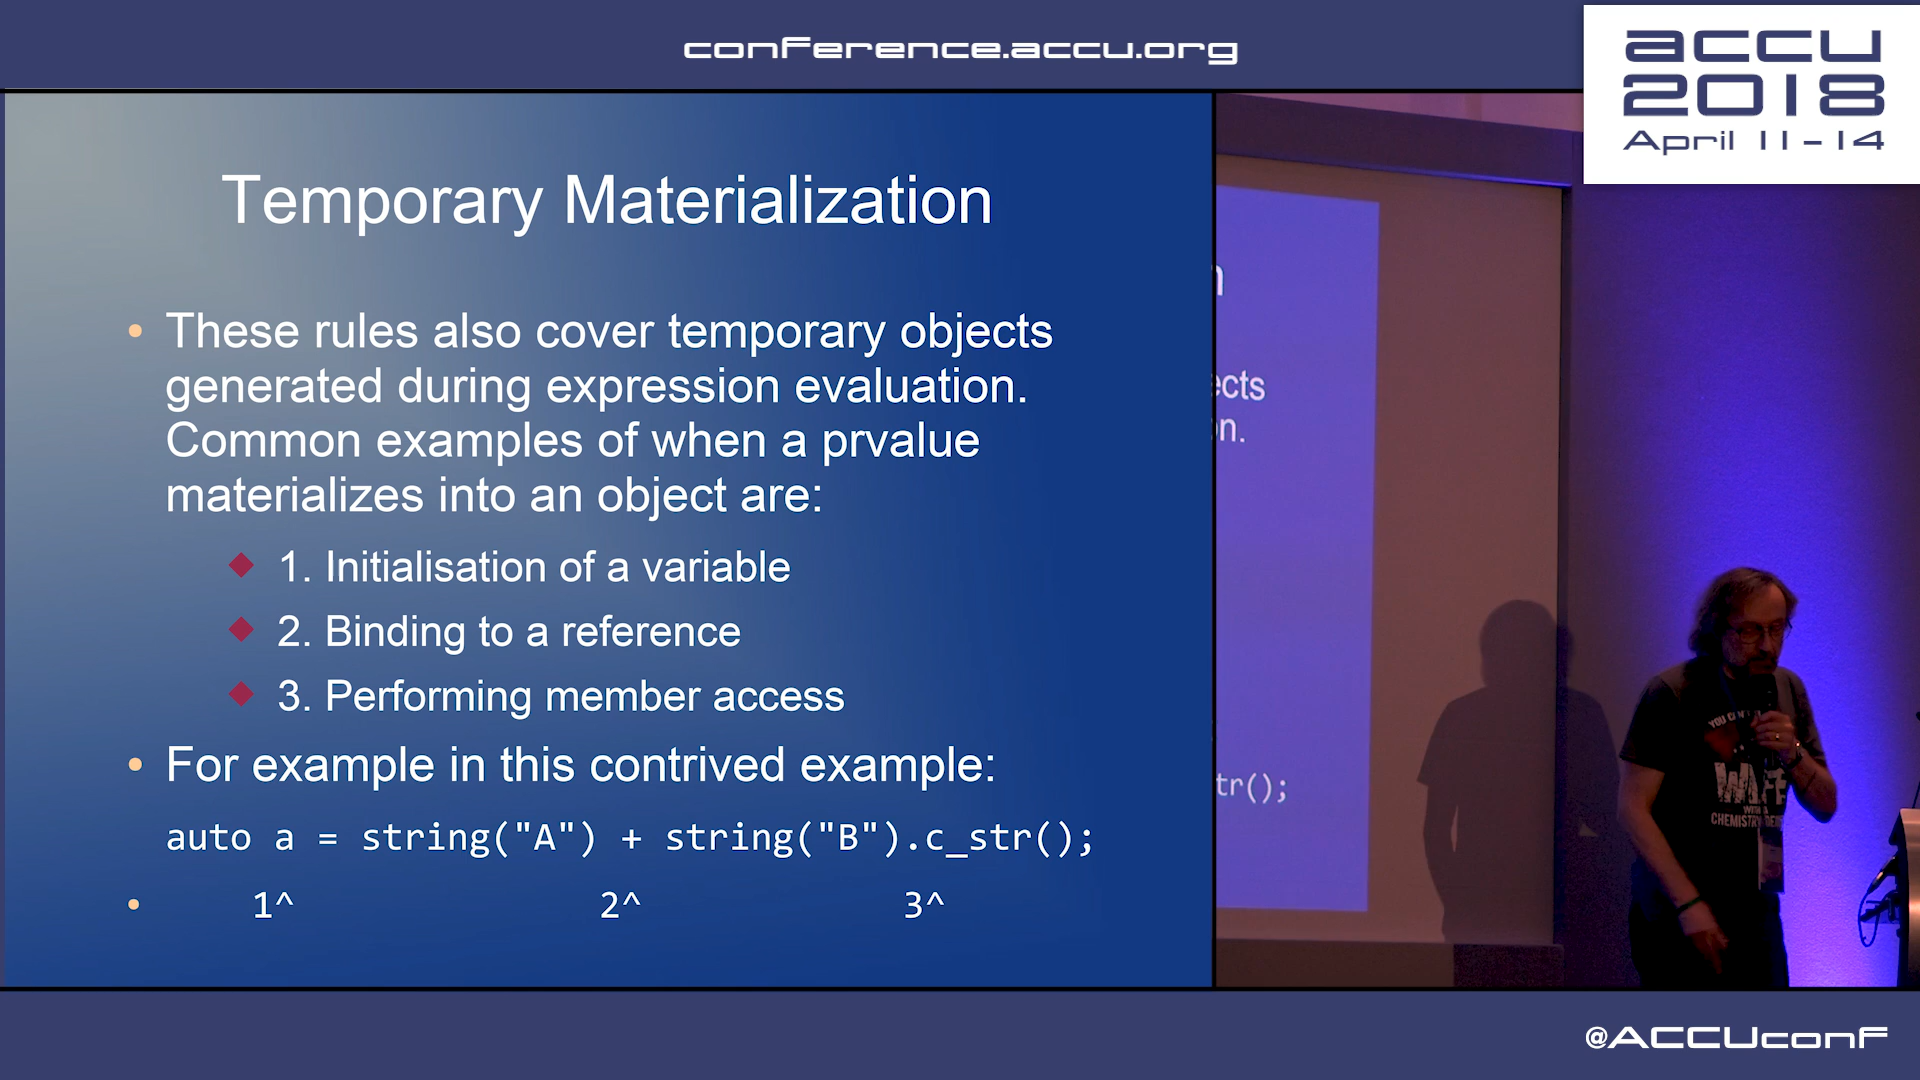 conference.accu.org
accu
2018
April 11-14
Temporary Materialization
• These rules also cover temporary objects
generated during expression evaluation.
Common examples of when a prvalue
materializes into an object are:
1. Initialisation of a variable
2. Binding to a reference
3. Performing member access
• For example in this contrived example:
auto a = string("A") + string("B").c_str();
• 1^ 2^ 3^
n
cts
n.
tr();
@ACCUconf